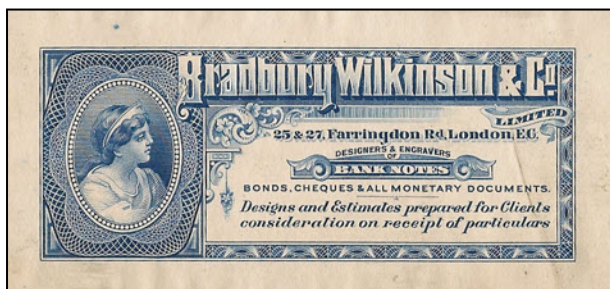 Bradbury Wilkinson & Co.
LIMITED
25 & 27, Farringdon Rd, London, E.C.
DESIGNERS & ENGRAVERS
OF
BANK NOTES
BONDS, CHEQUES & ALL MONETARY DOCUMENTS.
Designs and Estimates prepared for Clients
consideration on receipt of particulars